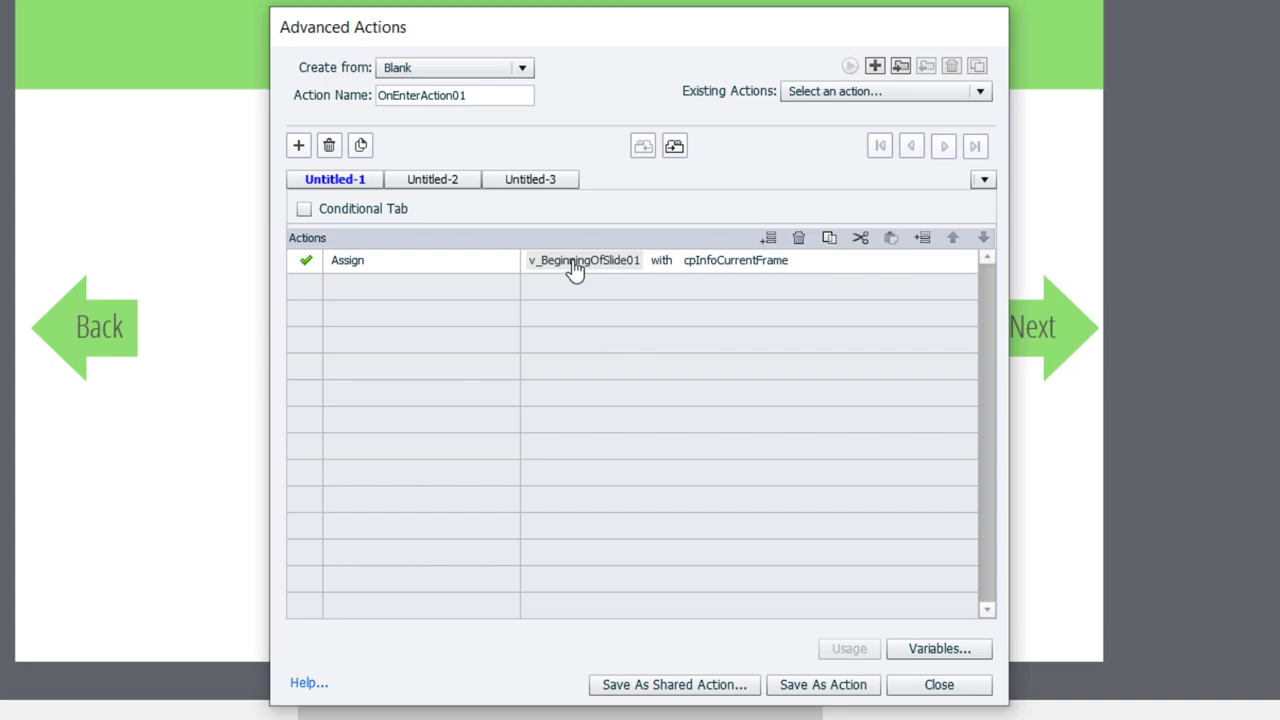 Advanced Actions
Create from: Blank
Action Name: OnEnterAction01
Existing Actions: Select an action...
Untitled-1 Untitled-2 Untitled-3
Conditional Tab
Actions
Assign v_BeginningOfSlide01 with cpInfoCurrentFrame
Back
Next
Usage Variables...
Help... Save As Shared Action... Save As Action Close